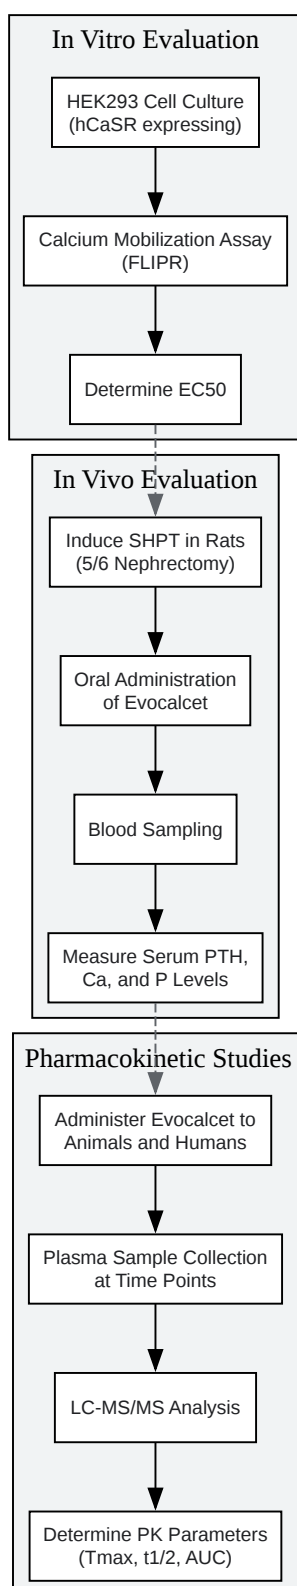 In Vitro Evaluation
HEK293 Cell Culture
(hCaSR expressing)
Calcium Mobilization Assay
(FLIPR)
Determine EC50
In Vivo Evaluation
Induce SHPT in Rats
(5/6 Nephrectomy)
Oral Administration
of Evocalcet
Blood Sampling
Measure Serum PTH,
Ca, and P Levels
Pharmacokinetic Studies
Administer Evocalcet to
Animals and Humans
Plasma Sample Collection
at Time Points
LC-MS/MS Analysis
Determine PK Parameters
(Tmax, t1/2, AUC)